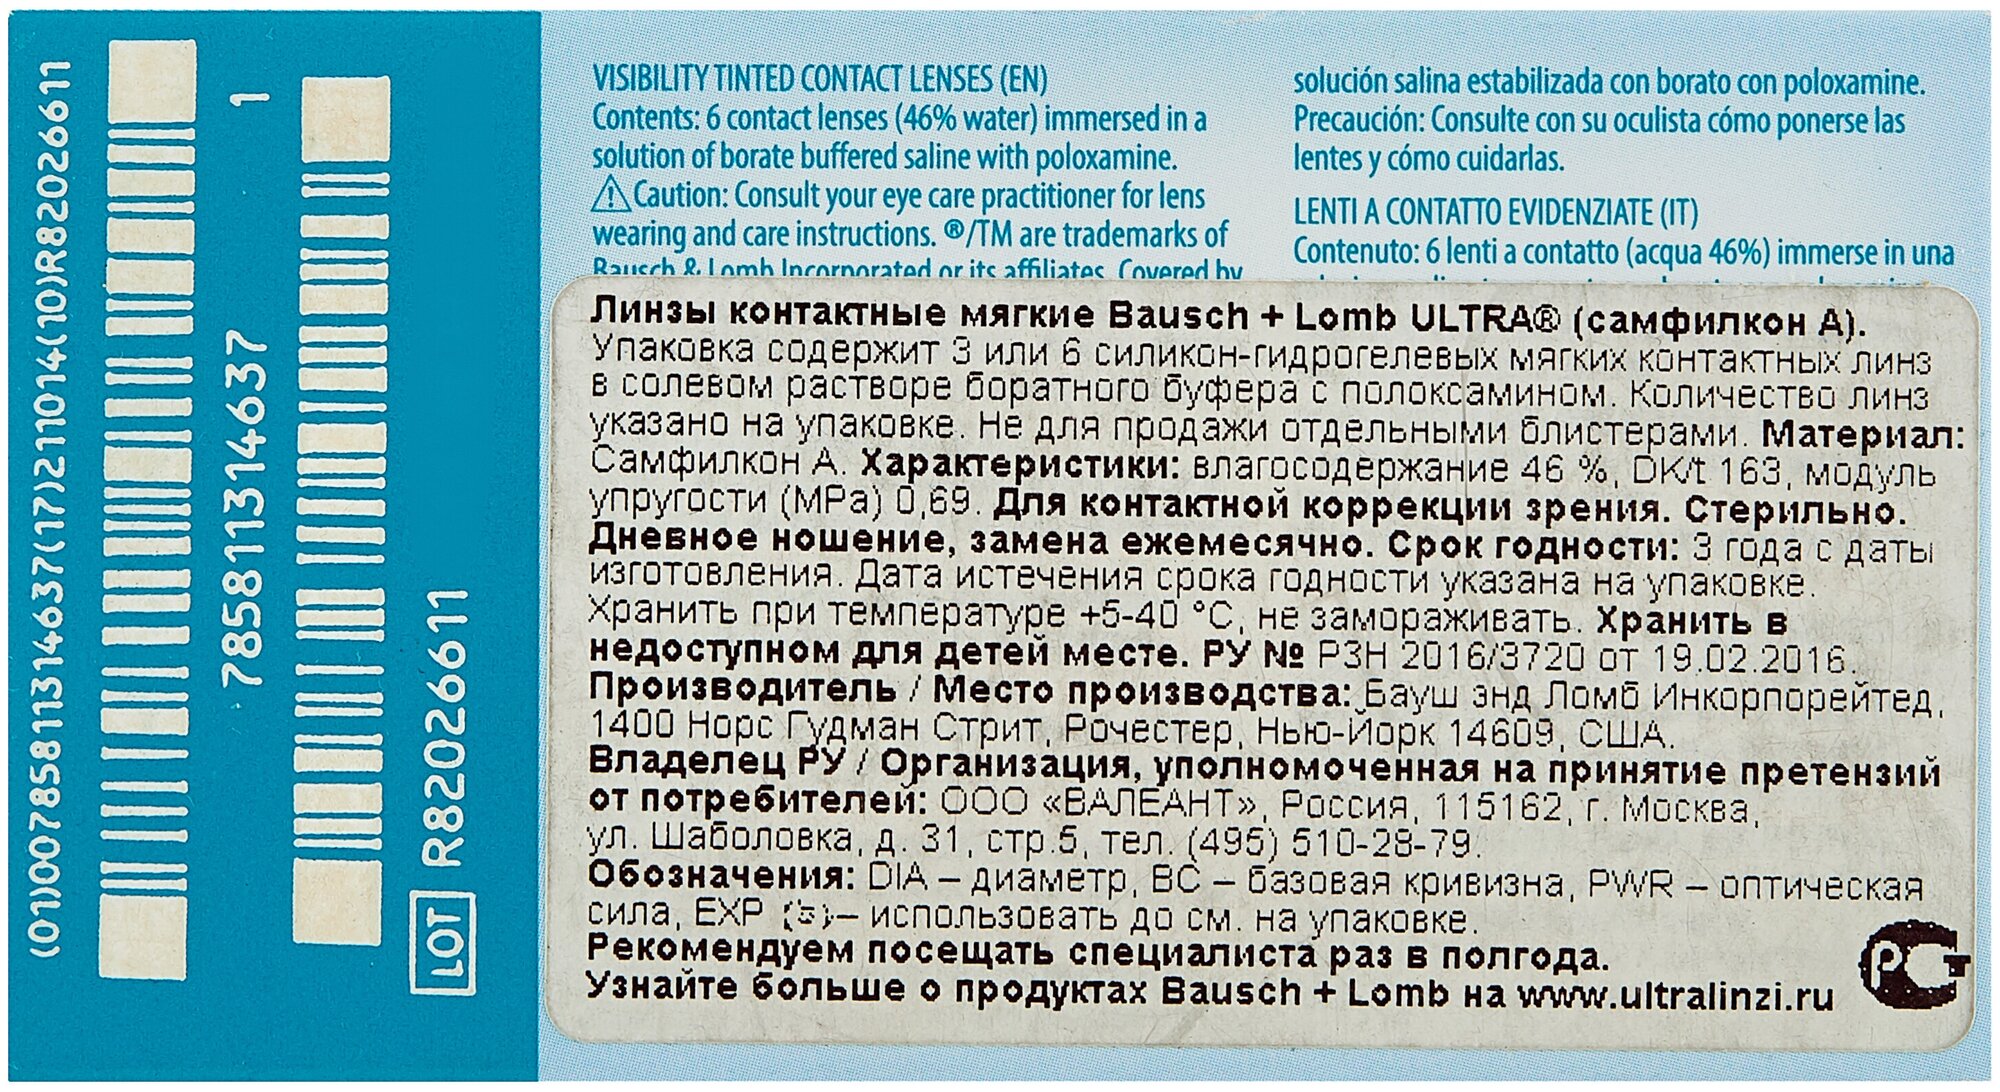 (01)00785811314637(17)211014(10)R82026611
785811314637
1
LOT R82026611
VISIBILITY TINTED CONTACT LENSES (EN)
Contents: 6 contact lenses (46% water) immersed in a
solution of borate buffered saline with poloxamine.
Caution: Consult your eye care practitioner for lens
wearing and care instructions. ®/TM are trademarks of
Bausch & Lomb Incorporated or its affiliates. Covered by
solución salina estabilizada con borato con poloxamine.
Precaución: Consulte con su oculista cómo ponerse las
lentes y cómo cuidarlas.
LENTI A CONTATTO EVIDENZIATE (IT)
Contenuto: 6 lenti a contatto (acqua 46%) immerse in una
Линзы контактные мягкие Bausch + Lomb ULTRA® (самфилкон А).
Упаковка содержит 3 или 6 силикон-гидрогелевых мягких контактных линз
в солевом растворе боратного буфера с полоксамином. Количество линз
указано на упаковке. Не для продажи отдельными блистерами. Материал:
Самфилкон А. Характеристики: влагосодержание 46 %, DK/t 163, модуль
упругости (MPa) 0,69. Для контактной коррекции зрения. Стерильно.
Дневное ношение, замена ежемесячно. Срок годности: 3 года с даты
изготовления. Дата истечения срока годности указана на упаковке.
Хранить при температуре +5-40 °C, не замораживать. Хранить в
недоступном для детей месте. РУ № РЗН 2016/3720 от 19.02.2016.
Производитель / Место производства: Бауш энд Ломб Инкорпорейтед,
1400 Норс Гудман Стрит, Рочестер, Нью-Йорк 14609, США.
Владелец РУ / Организация, уполномоченная на принятие претензий
от потребителей: ООО «ВАЛЕАНТ», Россия, 115162, г. Москва,
ул. Шаболовка, д. 31, стр.5, тел. (495) 510-28-79.
Обозначения: DIA – диаметр, BC – базовая кривизна, PWR – оптическая
сила, EXP – использовать до см. на упаковке.
Рекомендуем посещать специалиста раз в полгода.
Узнайте больше о продуктах Bausch + Lomb на www.ultralinzi.ru